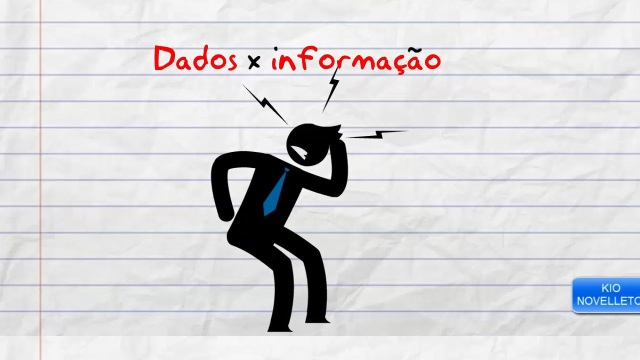 Dados x informação
KIO
NOVELLETO